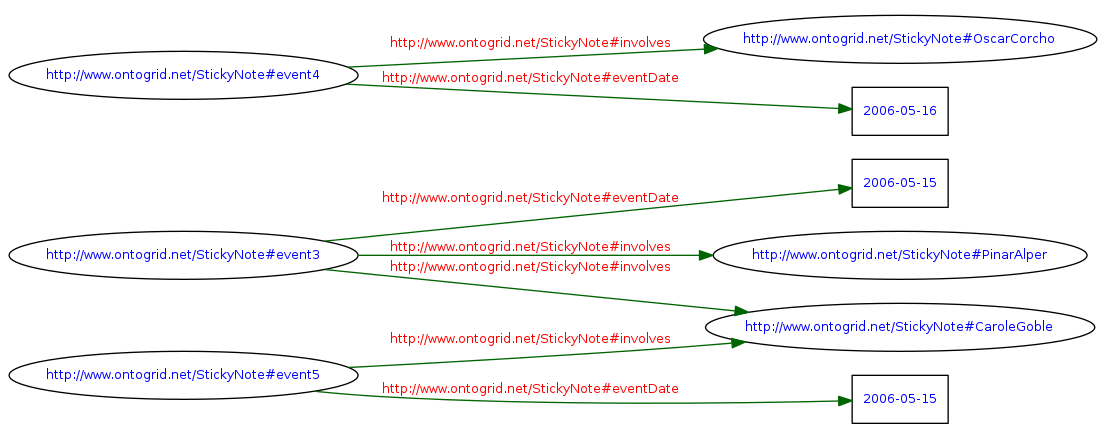 http://www.ontogrid.net/StickyNote#OscarCorcho
http://www.ontogrid.net/StickyNote#involves
http://www.ontogrid.net/StickyNote#event4
http://www.ontogrid.net/StickyNote#eventDate
2006-05-16
2006-05-15
http://www.ontogrid.net/StickyNote#eventDate
http://www.ontogrid.net/StickyNote#involves
http://www.ontogrid.net/StickyNote#event3
http://www.ontogrid.net/StickyNote#PinarAlper
http://www.ontogrid.net/StickyNote#involves
http://www.ontogrid.net/StickyNote#CaroleGoble
http://www.ontogrid.net/StickyNote#involves
http://www.ontogrid.net/StickyNote#event5
http://www.ontogrid.net/StickyNote#eventDate
2006-05-15